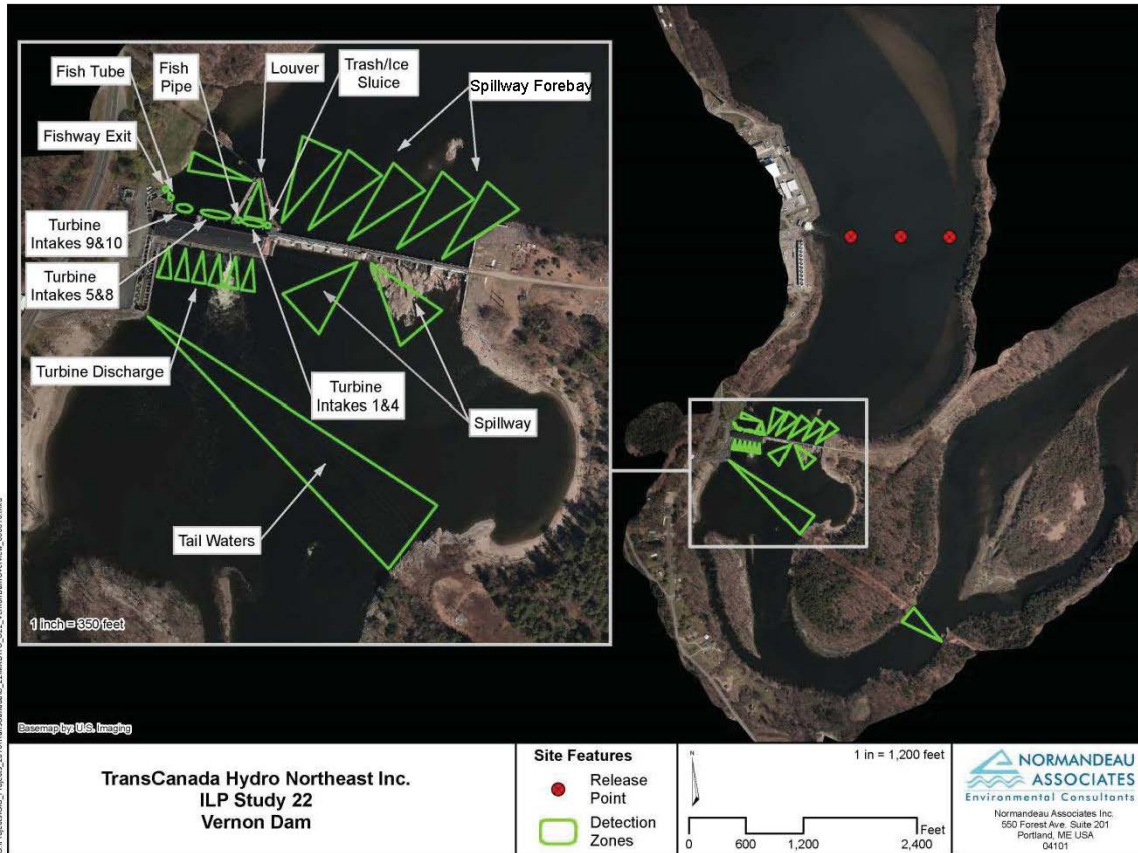 Fish Tube
Fish
Pipe
Louver
Trash/Ice
Sluice
Spillway Forebay
Fishway Exit
Turbine
Intakes 9&10
Turbine
Intakes 5&8
Turbine Discharge
Turbine
Intakes 1&4
Spillway
Tail Waters
1 inch = 350 feet
Basemap by: U.S. Imaging
TransCanada Hydro Northeast Inc.
ILP Study 22
Vernon Dam
Site Features
Release
Point
Detection
Zones
N
1 in = 1,200 feet
Feet
0 600 1,200 2,400
NORMANDEAU
ASSOCIATES
Environmental Consultants
Normandeau Associates Inc.
550 Forest Ave. Suite 201
Portland, ME USA
04101